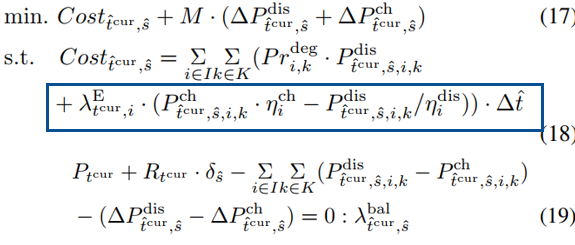 min. Cost_{t̂^{cur},ŝ} + M · (ΔP^{dis}_{t̂^{cur},ŝ} + ΔP^{ch}_{t̂^{cur},ŝ}) (17)
s.t. Cost_{t̂^{cur},ŝ} = Σ_{i∈I} Σ_{k∈K} (Pr^{deg}_{i,k} · P^{dis}_{t̂^{cur},ŝ,i,k}
+ λ^{E}_{t^{cur},i} · (P^{ch}_{t̂^{cur},ŝ,i,k} · η^{ch}_{i} − P^{dis}_{t̂^{cur},ŝ,i,k}/η^{dis}_{i})) · Δt̂
(18)
P_{t^{cur}} + R_{t^{cur}} · δ_{ŝ} − Σ_{i∈I} Σ_{k∈K} (P^{dis}_{t̂^{cur},ŝ,i,k} − P^{ch}_{t̂^{cur},ŝ,i,k})
− (ΔP^{dis}_{t̂^{cur},ŝ} − ΔP^{ch}_{t̂^{cur},ŝ}) = 0 : λ^{bal}_{t̂^{cur},ŝ} (19)